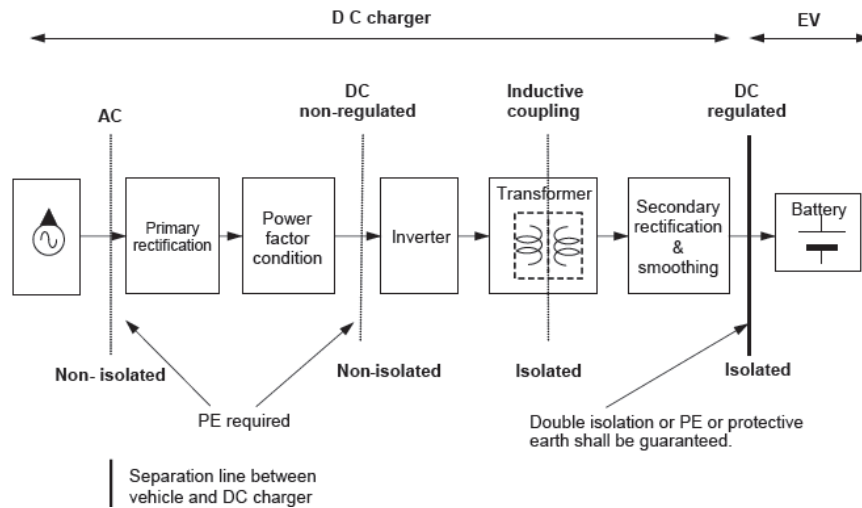 D C charger
EV
AC
DC
non-regulated
Inductive
coupling
DC
regulated
Primary
rectification
Power
factor
condition
Inverter
Transformer
Secondary
rectification
&
smoothing
Battery
Non- isolated
Non-isolated
Isolated
Isolated
PE required
Double isolation or PE or protective
earth shall be guaranteed.
Separation line between
vehicle and DC charger